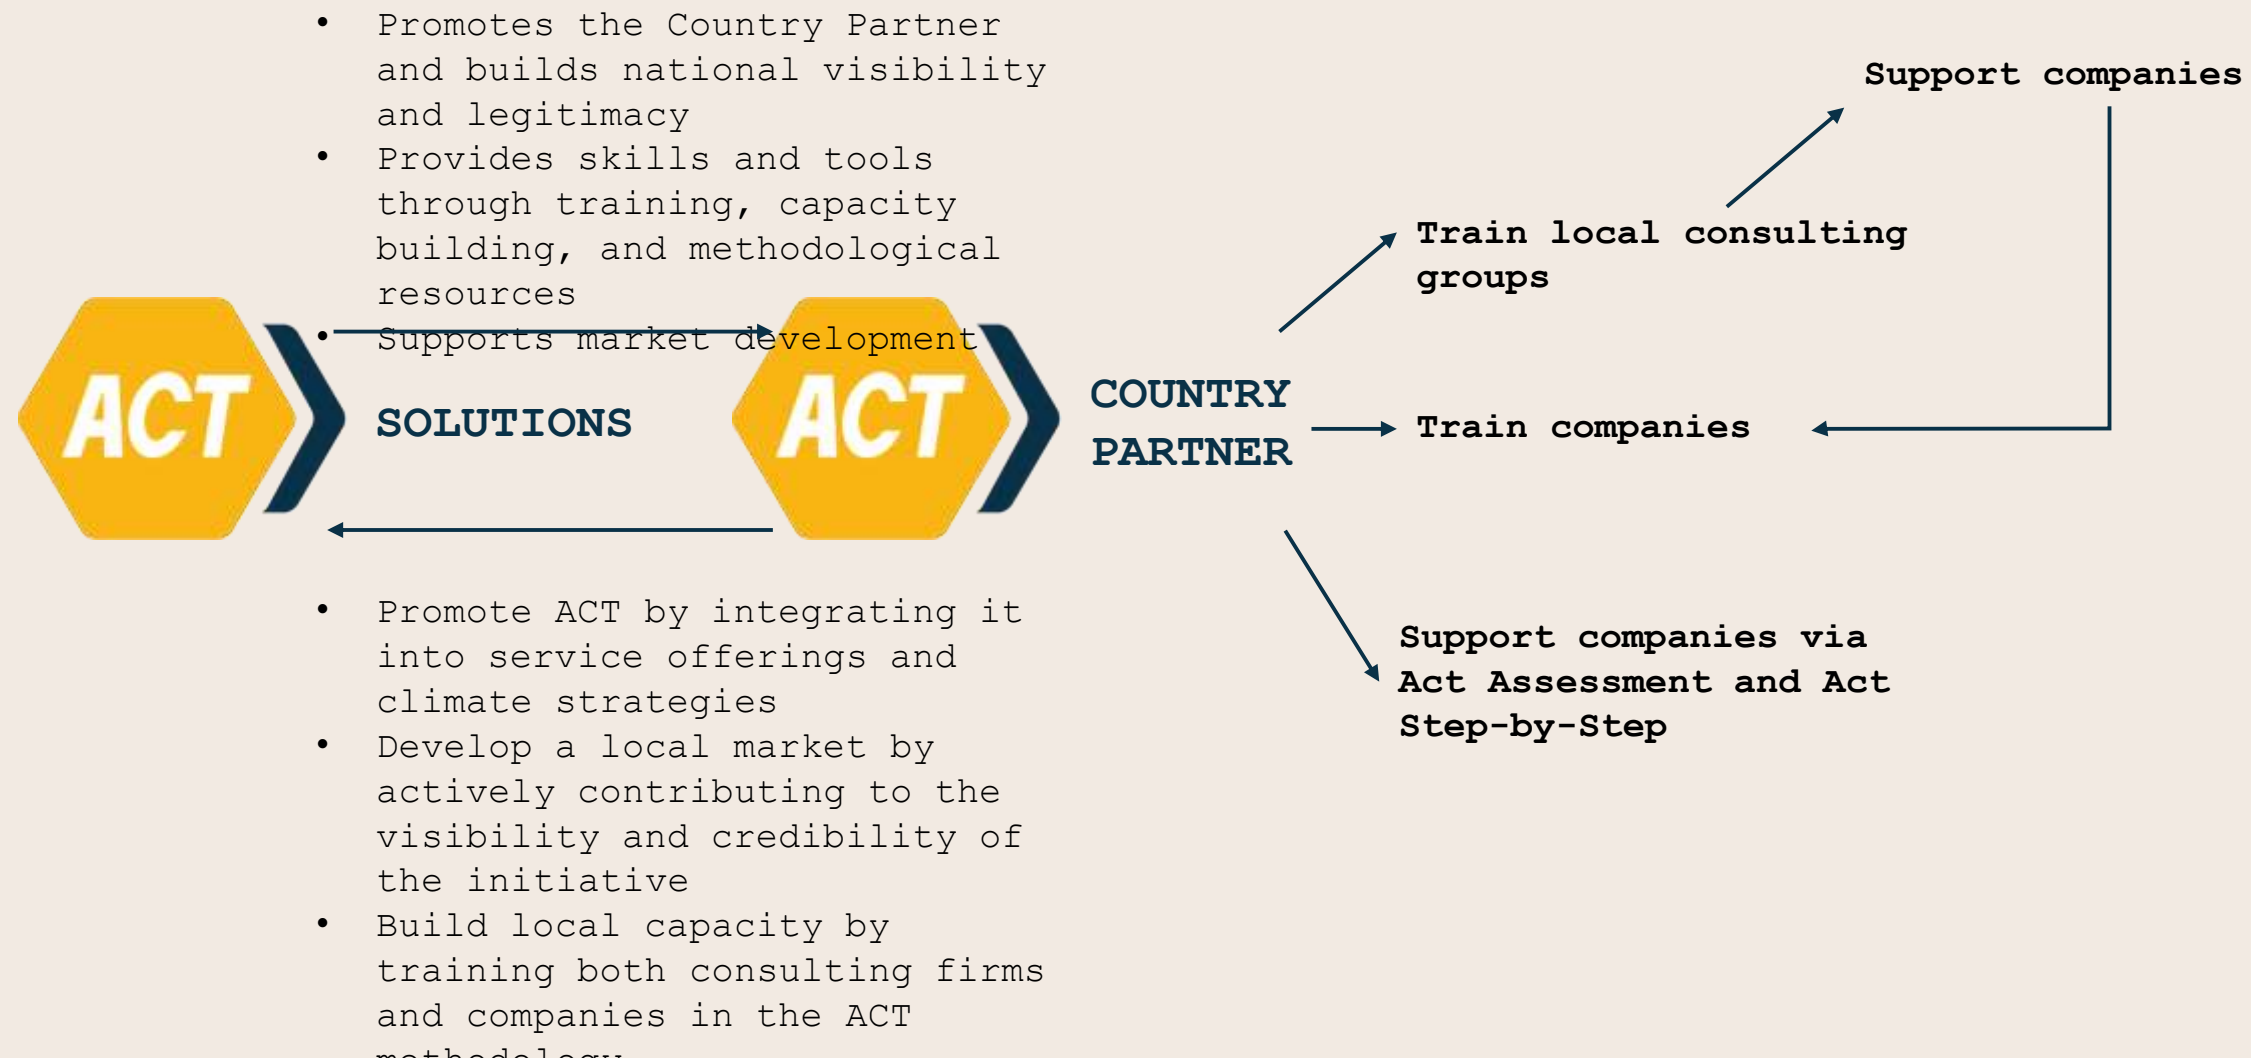 • Promotes the Country Partner
and builds national visibility
and legitimacy
• Provides skills and tools
through training, capacity
building, and methodological
resources
• Supports market development
ACT
SOLUTIONS
ACT
COUNTRY
PARTNER
• Promote ACT by integrating it
into service offerings and
climate strategies
• Develop a local market by
actively contributing to the
visibility and credibility of
the initiative
• Build local capacity by
training both consulting firms
and companies in the ACT
Support companies
Train local consulting
groups
Train companies
Support companies via
Act Assessment and Act
Step-by-Step